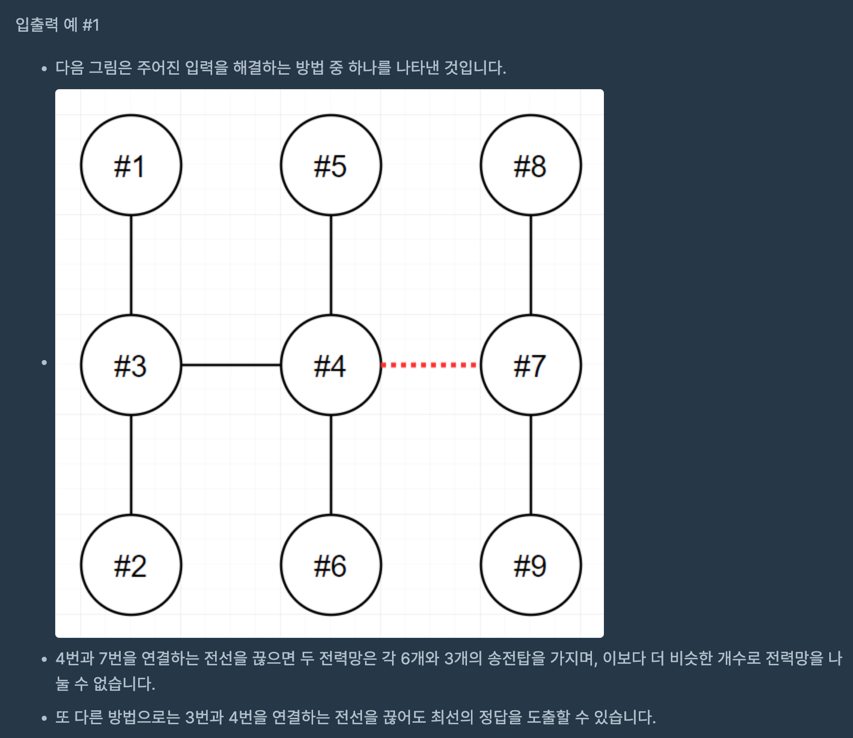 입출력 예 #1
다음 그림은 주어진 입력을 해결하는 방법 중 하나를 나타낸 것입니다.
#1 #5 #8
#3 #4 #7
#2 #6 #9
4번과 7번을 연결하는 전선을 끊으면 두 전력망은 각 6개와 3개의 송전탑을 가지며, 이보다 더 비슷한 개수로 전력망을 나
눌 수 없습니다.
또 다른 방법으로는 3번과 4번을 연결하는 전선을 끊어도 최선의 정답을 도출할 수 있습니다.